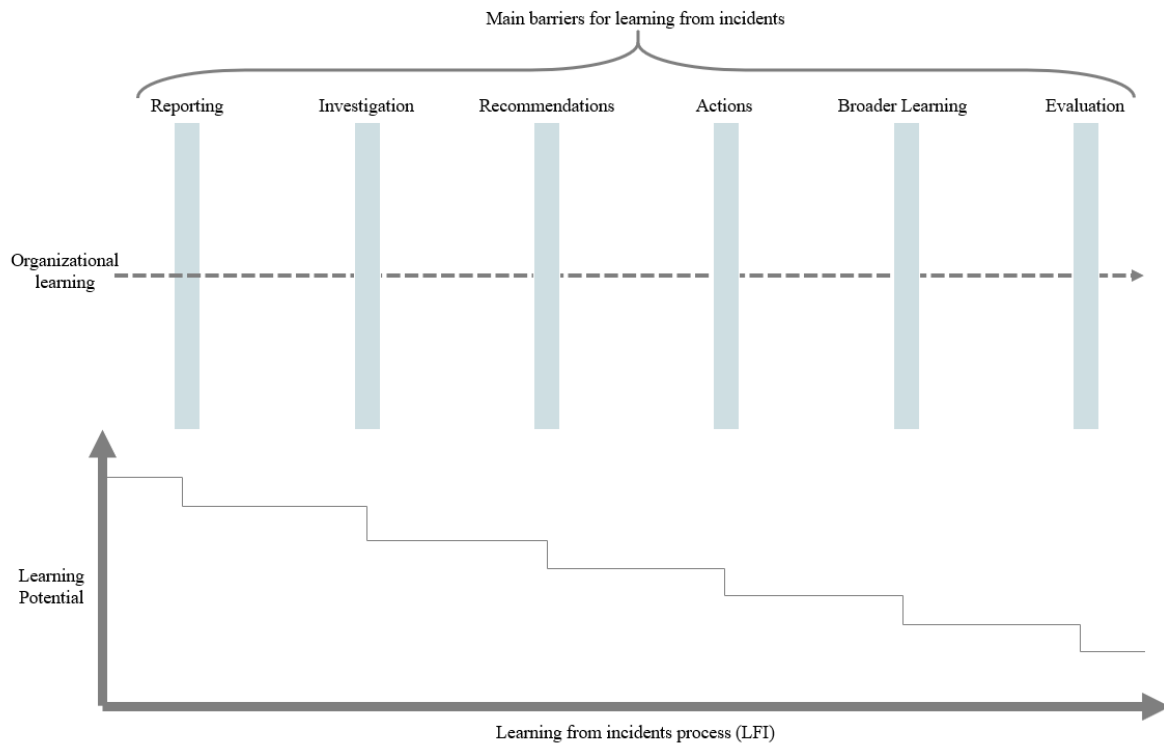 Main barriers for learning from incidents
Reporting
Investigation
Recommendations
Actions
Broader Learning
Evaluation
Organizational
learning
Learning
Potential
Learning from incidents process (LFI)